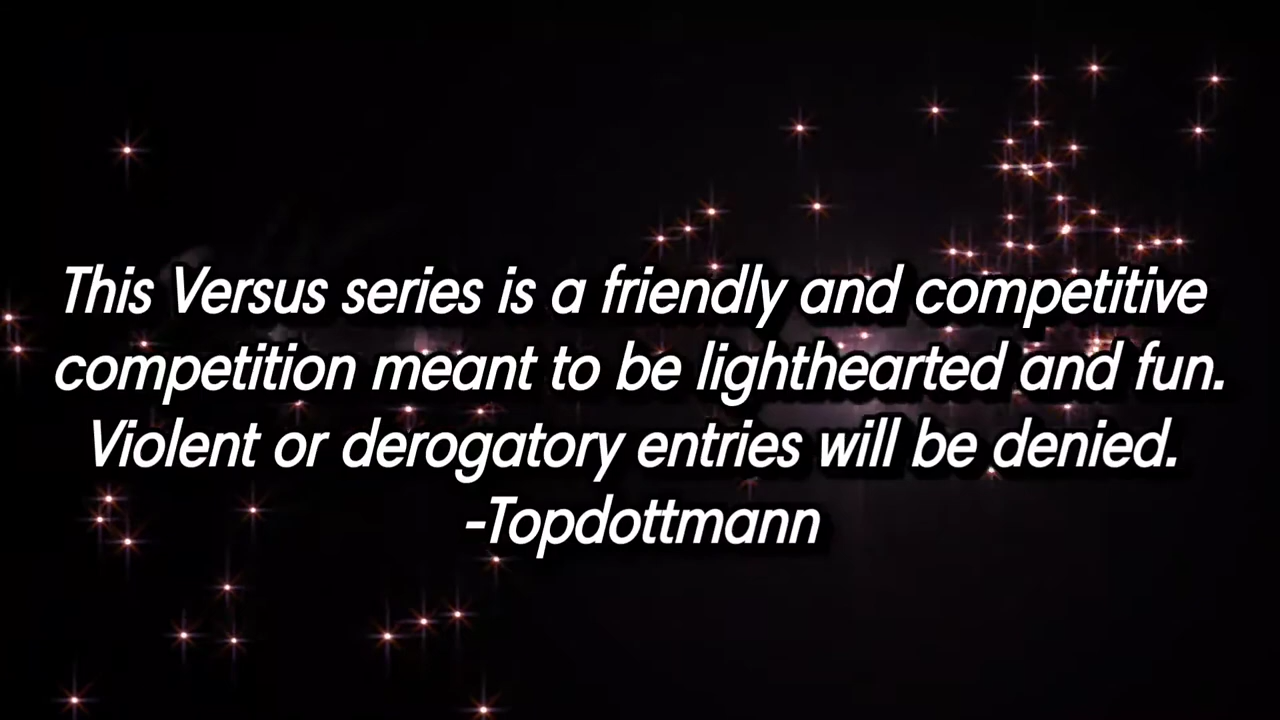 This Versus series is a friendly and competitive
competition meant to be lighthearted and fun.
Violent or derogatory entries will be denied.
-Topdottmann